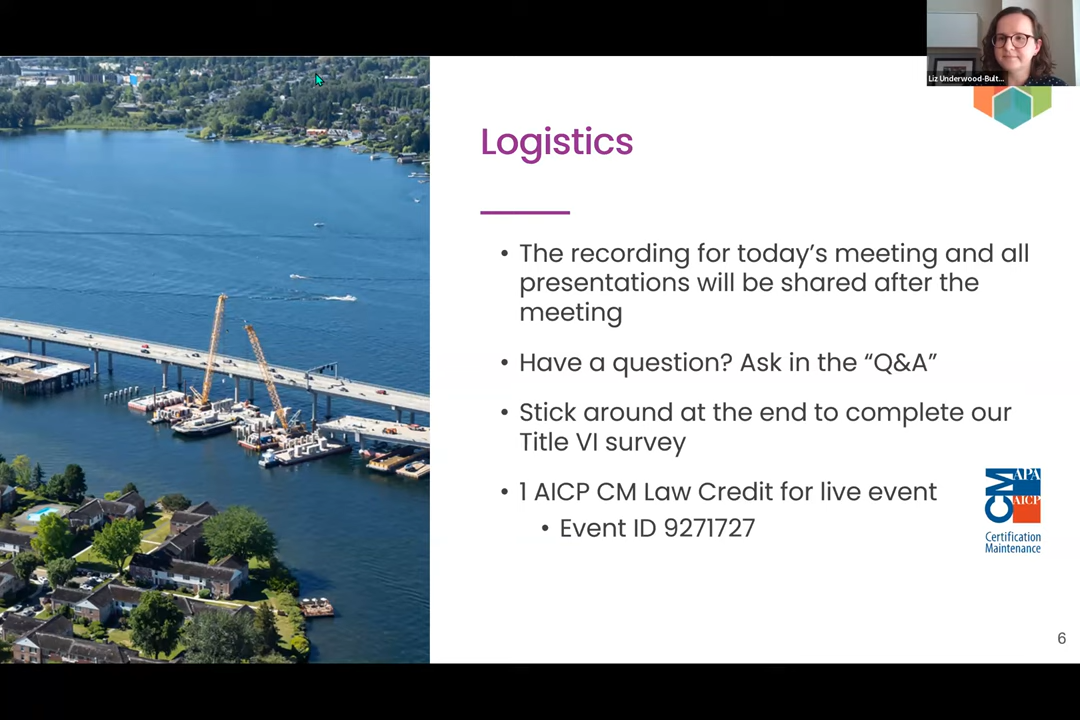 Liz Underwood-Bult...
Logistics
• The recording for today’s meeting and all
presentations will be shared after the
meeting
• Have a question? Ask in the “Q&A”
• Stick around at the end to complete our
Title VI survey
• 1 AICP CM Law Credit for live event
• Event ID 9271727
CM
APA
AICP
Certification
Maintenance
6